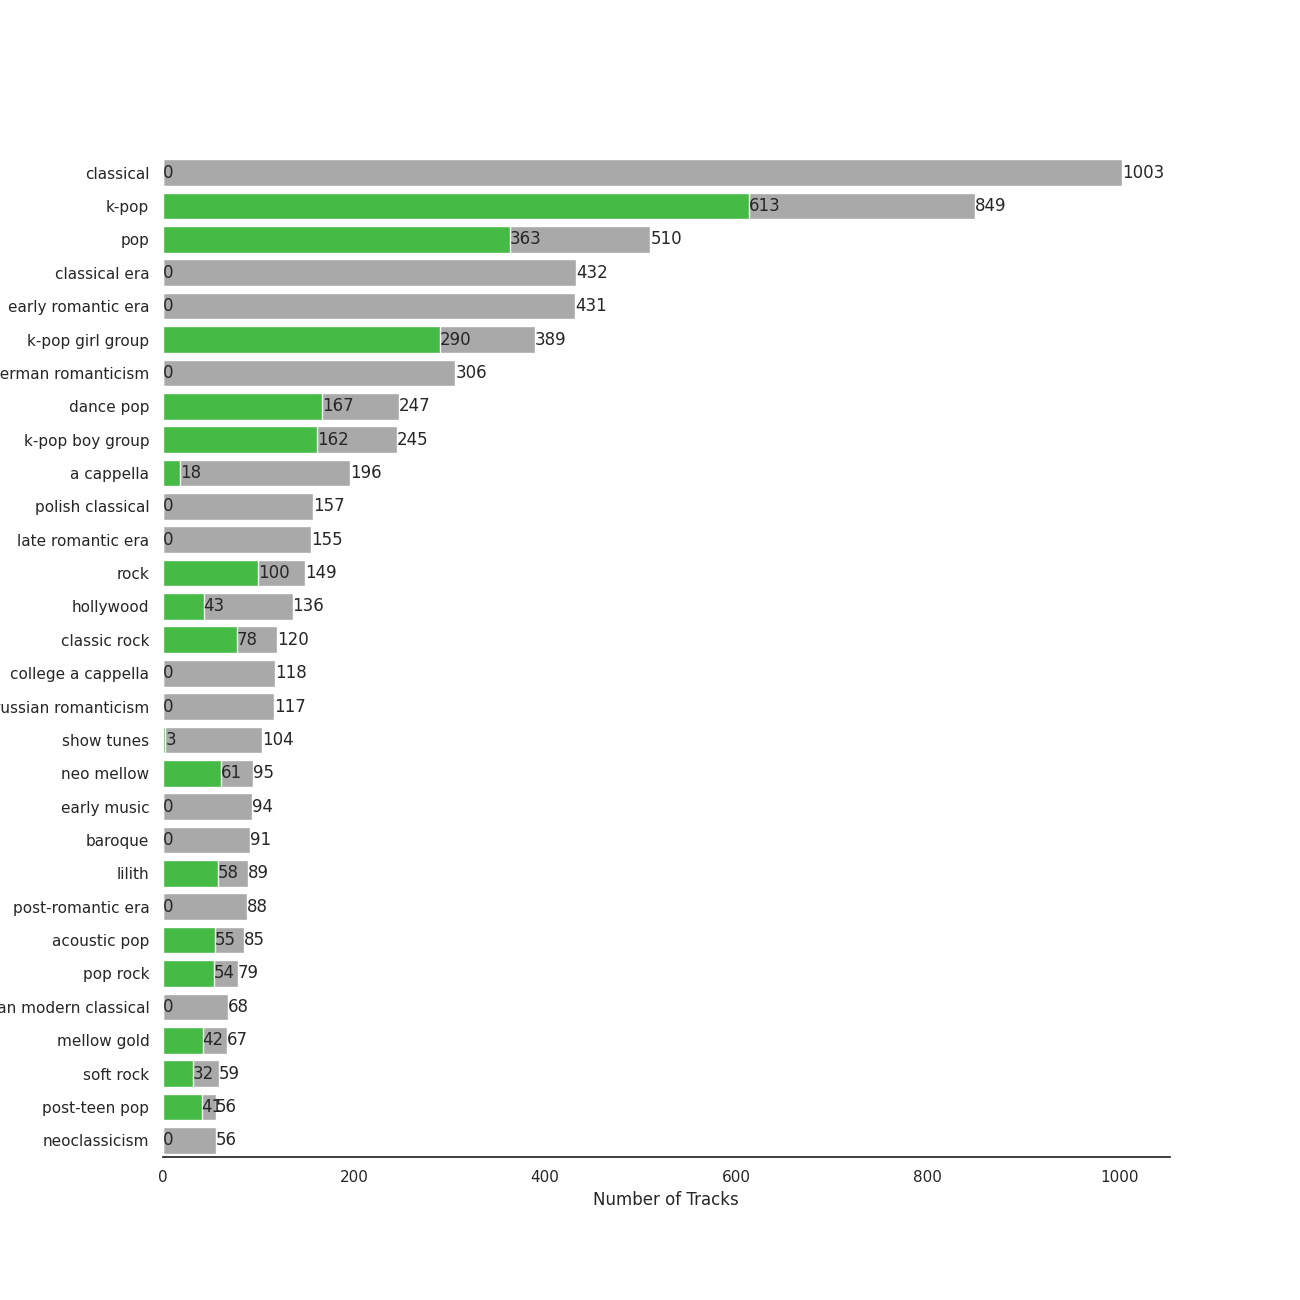 classical 0 1003
k-pop 613 849
pop 363 510
classical era 0 432
early romantic era 0 431
k-pop girl group 290 389
erman romanticism 0 306
dance pop 167 247
k-pop boy group 162 245
a cappella 18 196
polish classical 0 157
late romantic era 0 155
rock 100 149
hollywood 43 136
classic rock 78 120
college a cappella 0 118
russian romanticism 0 117
show tunes 3 104
neo mellow 61 95
early music 0 94
baroque 0 91
lilith 58 89
post-romantic era 0 88
acoustic pop 55 85
pop rock 54 79
an modern classical 0 68
mellow gold 42 67
soft rock 32 59
post-teen pop 41 56
neoclassicism 0 56
0 200 400 600 800 1000
Number of Tracks